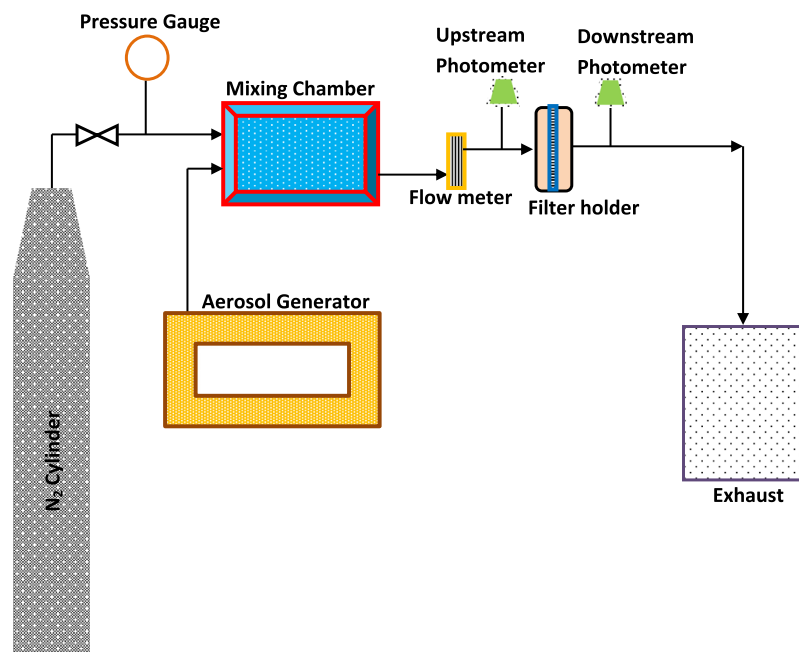 Pressure Gauge
Upstream
Photometer
Downstream
Photometer
Mixing Chamber
Flow meter
Filter holder
Aerosol Generator
N₂ Cylinder
Exhaust